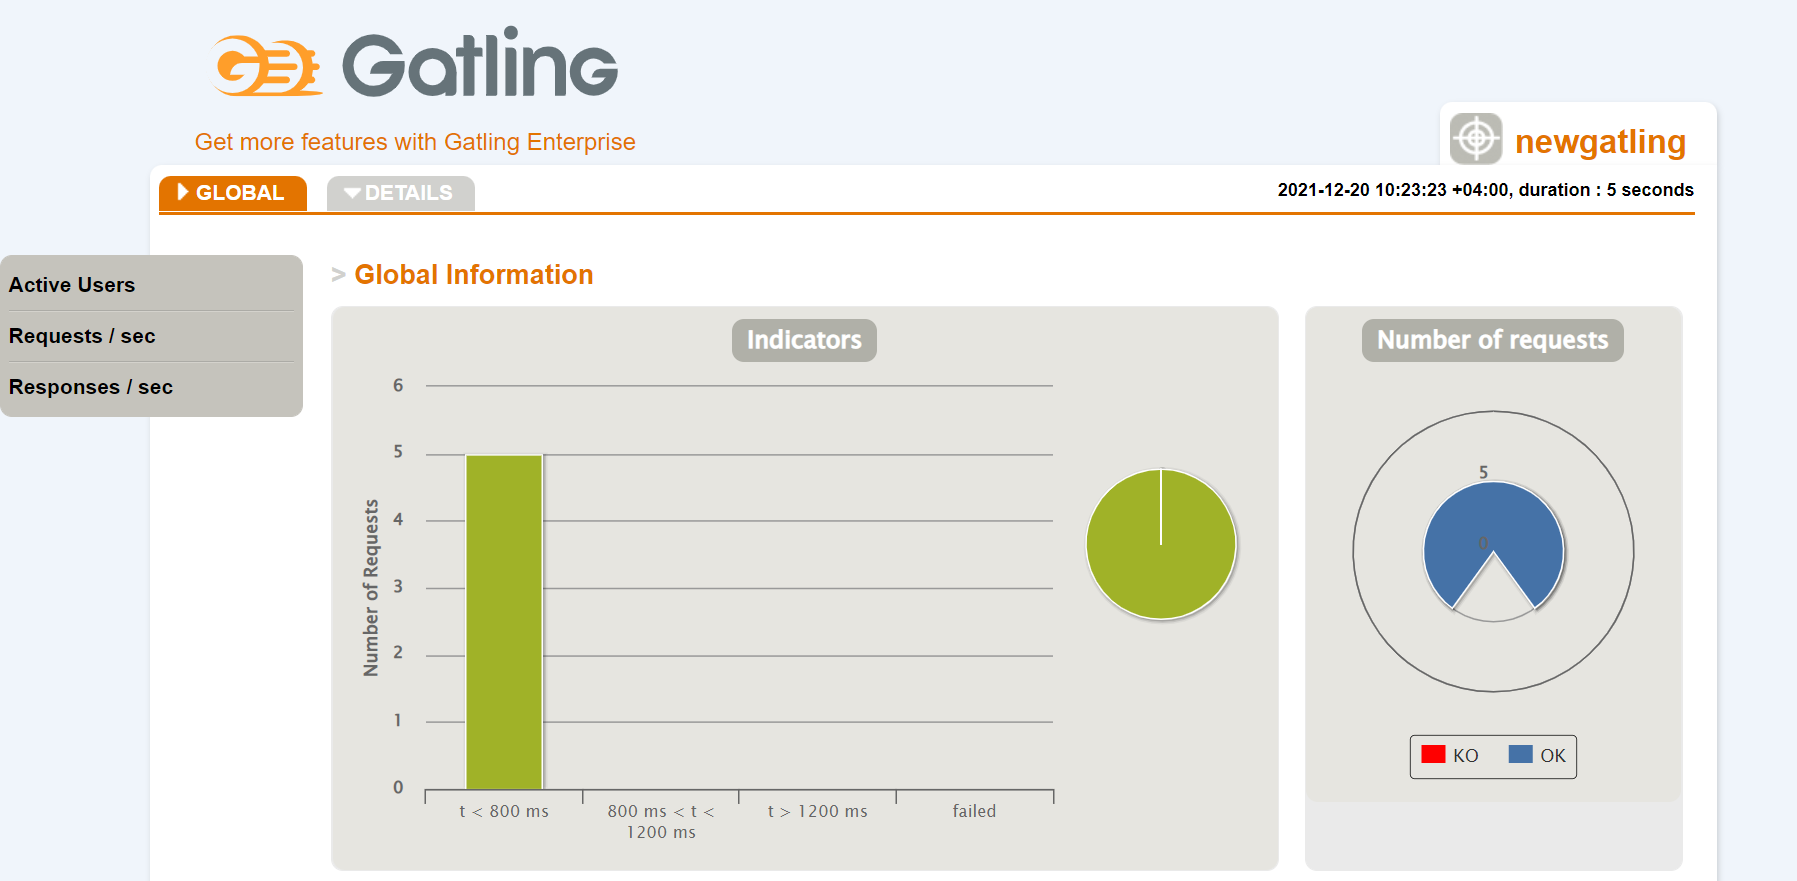 Gatling
Get more features with Gatling Enterprise
newgatling
GLOBAL
DETAILS
2021-12-20 10:23:23 +04:00, duration : 5 seconds
Active Users
Requests / sec
Responses / sec
> Global Information
Indicators
Number of Requests
6
5
4
3
2
1
0
t < 800 ms
800 ms < t <
1200 ms
t > 1200 ms
failed
Number of requests
5
0
KO
OK